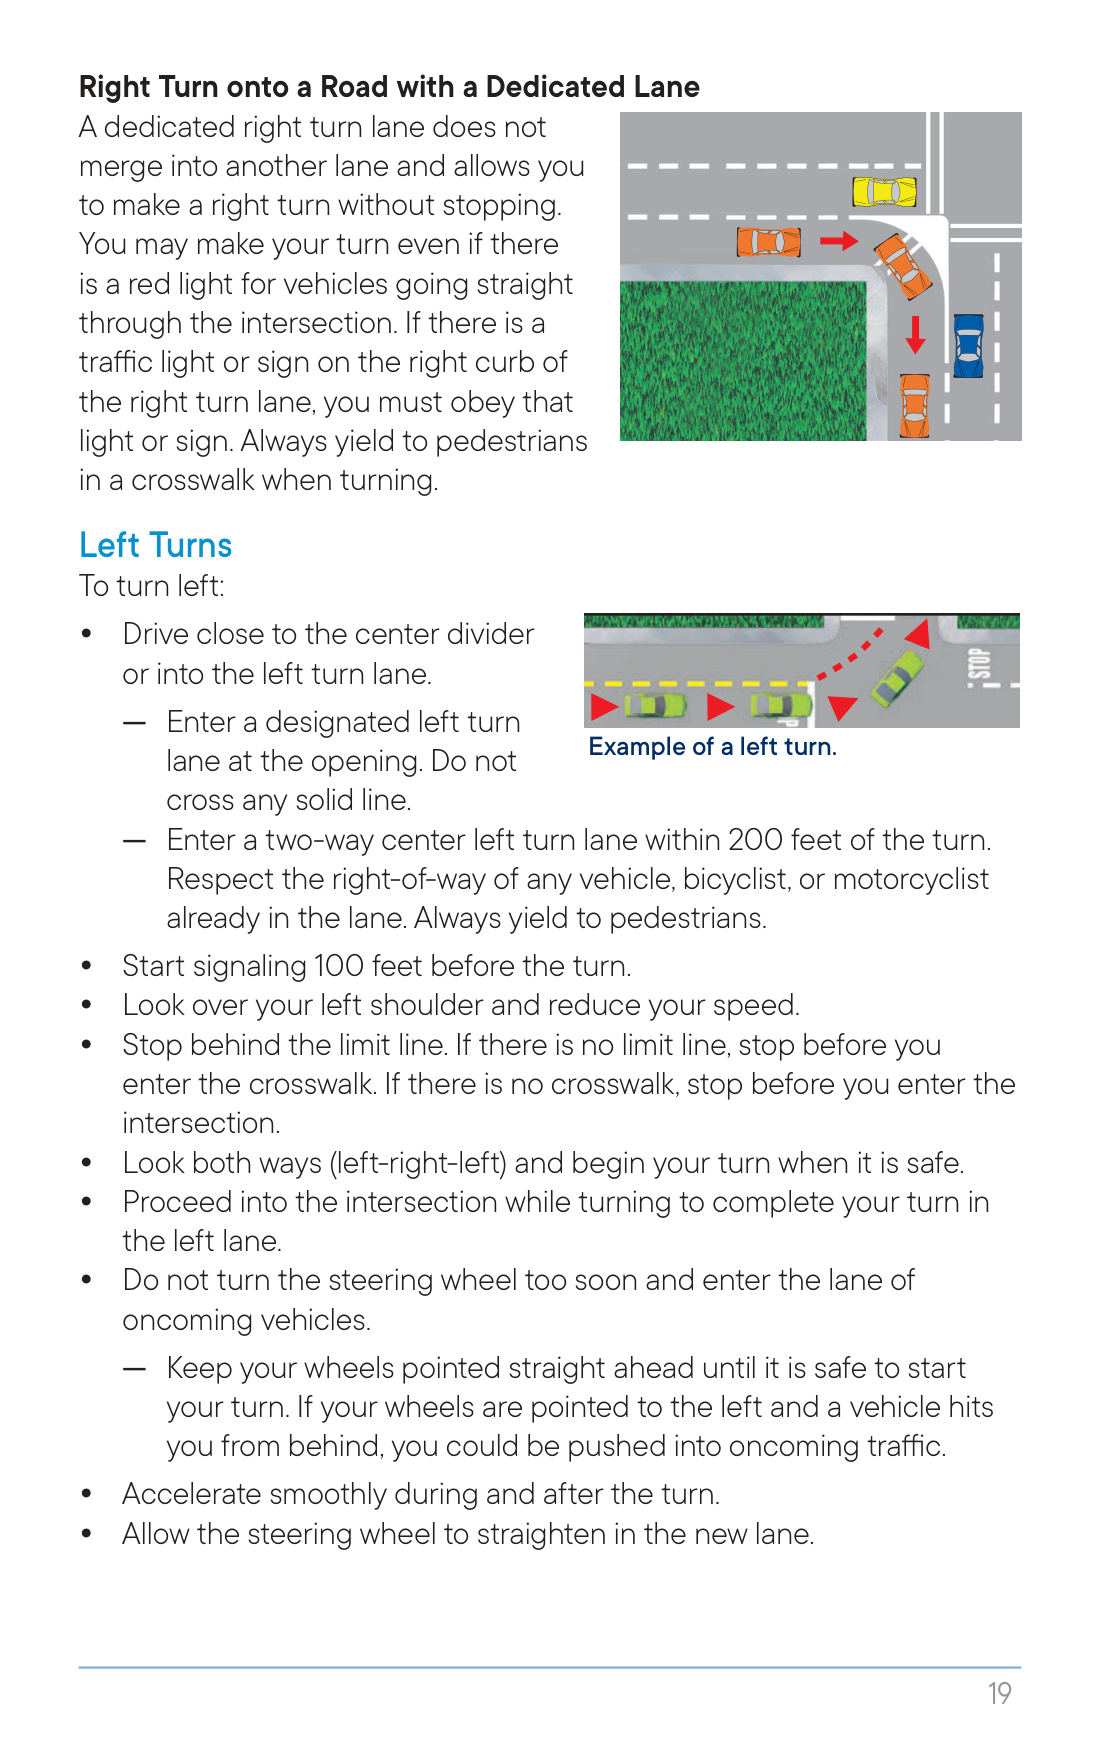 Right Turn onto a Road with a Dedicated Lane
A dedicated right turn lane does not
merge into another lane and allows you
to make a right turn without stopping.
You may make your turn even if there
is a red light for vehicles going straight
through the intersection. If there is a
traffic light or sign on the right curb of
the right turn lane, you must obey that
light or sign. Always yield to pedestrians
in a crosswalk when turning.
Left Turns
To turn left:
• Drive close to the center divider
or into the left turn lane.
— Enter a designated left turn
lane at the opening. Do not
cross any solid line.
STOP
Example of a left turn.
— Enter a two-way center left turn lane within 200 feet of the turn.
Respect the right-of-way of any vehicle, bicyclist, or motorcyclist
already in the lane. Always yield to pedestrians.
• Start signaling 100 feet before the turn.
• Look over your left shoulder and reduce your speed.
• Stop behind the limit line. If there is no limit line, stop before you
enter the crosswalk. If there is no crosswalk, stop before you enter the
intersection.
• Look both ways (left-right-left) and begin your turn when it is safe.
• Proceed into the intersection while turning to complete your turn in
the left lane.
• Do not turn the steering wheel too soon and enter the lane of
oncoming vehicles.
— Keep your wheels pointed straight ahead until it is safe to start
your turn. If your wheels are pointed to the left and a vehicle hits
you from behind, you could be pushed into oncoming traffic.
• Accelerate smoothly during and after the turn.
• Allow the steering wheel to straighten in the new lane.
19